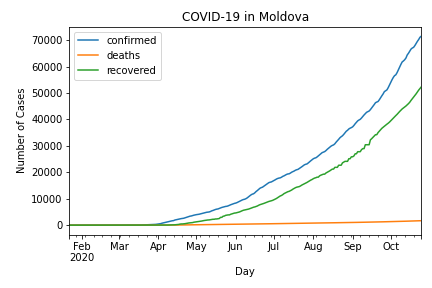 COVID-19 in Moldova
confirmed
deaths
recovered
Number of Cases
70000
60000
50000
40000
30000
20000
10000
0
Feb Mar Apr May Jun Jul Aug Sep Oct
2020
Day